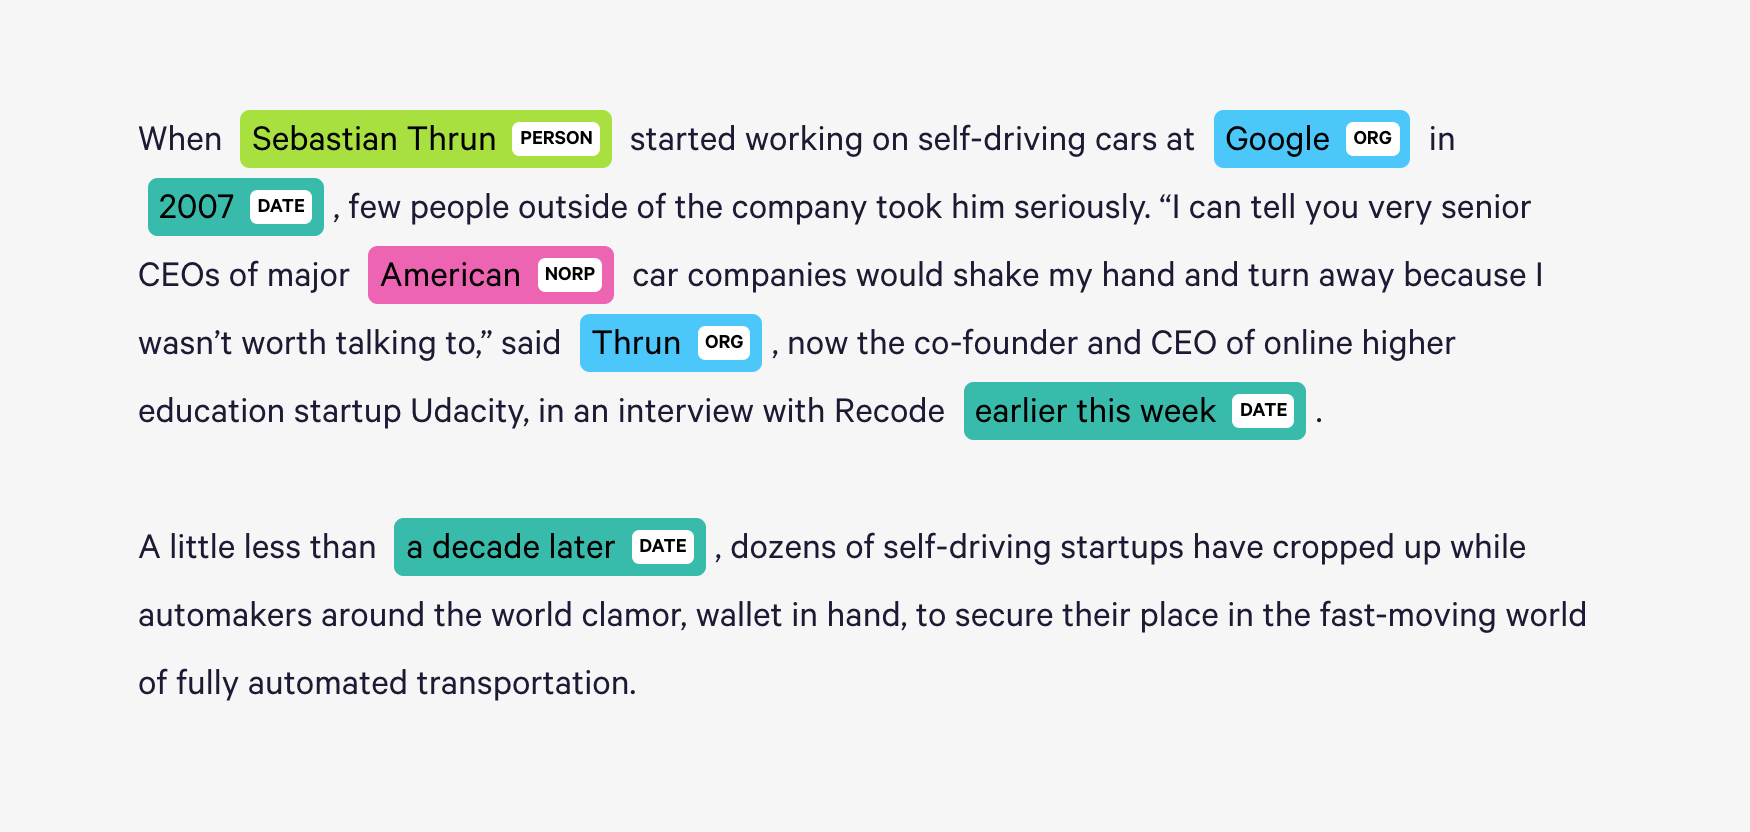 When Sebastian Thrun PERSON started working on self-driving cars at Google ORG in
2007 DATE , few people outside of the company took him seriously. “I can tell you very senior
CEOs of major American NORP car companies would shake my hand and turn away because I
wasn’t worth talking to,” said Thrun ORG , now the co-founder and CEO of online higher
education startup Udacity, in an interview with Recode earlier this week DATE .
A little less than a decade later DATE , dozens of self-driving startups have cropped up while
automakers around the world clamor, wallet in hand, to secure their place in the fast-moving world
of fully automated transportation.